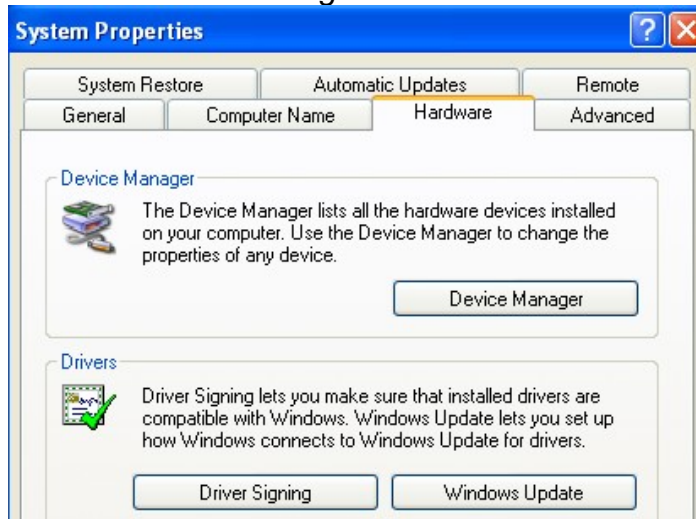 System Properties
System Restore Automatic Updates Remote
General Computer Name Hardware Advanced
Device Manager
The Device Manager lists all the hardware devices installed
on your computer. Use the Device Manager to change the
properties of any device.
Device Manager
Drivers
Driver Signing lets you make sure that installed drivers are
compatible with Windows. Windows Update lets you set up
how Windows connects to Windows Update for drivers.
Driver Signing Windows Update